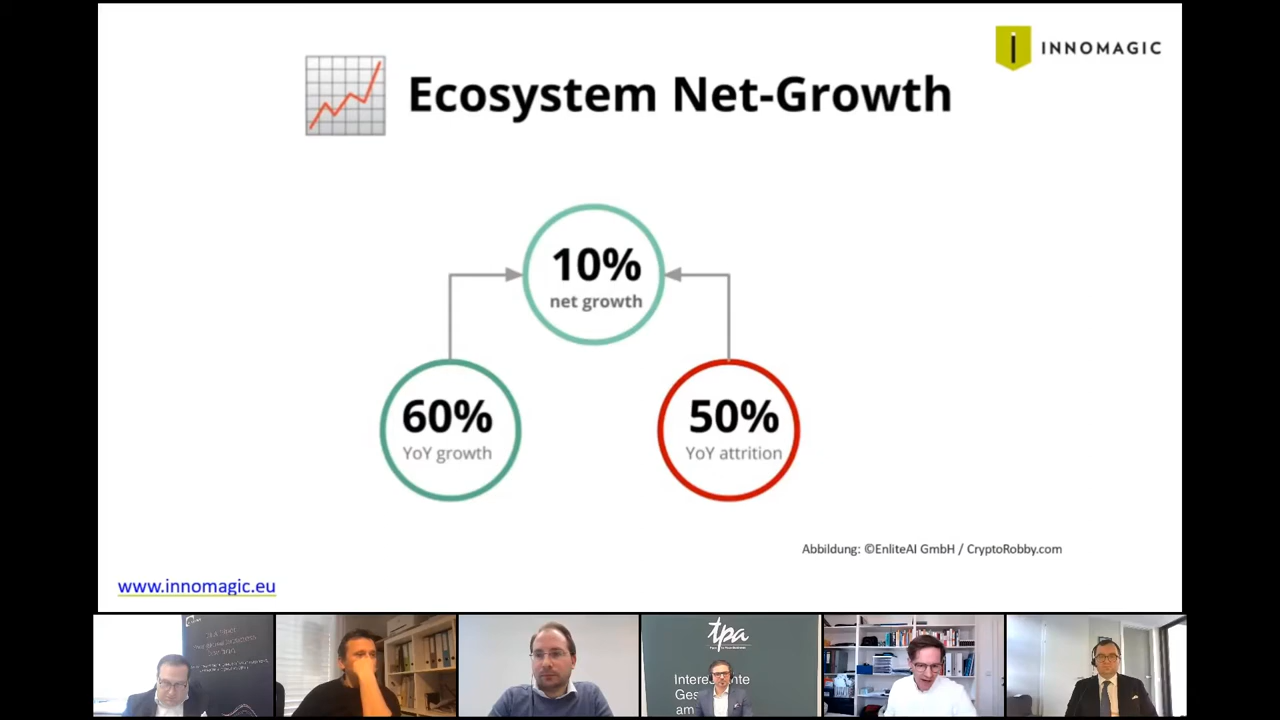 INNOMAGIC
Ecosystem Net-Growth
10%
net growth
60%
YoY growth
50%
YoY attrition
Abbildung: ©EnliteAI GmbH / CryptoRobby.com
www.innomagic.eu
tpa
Interessante
Ges
am